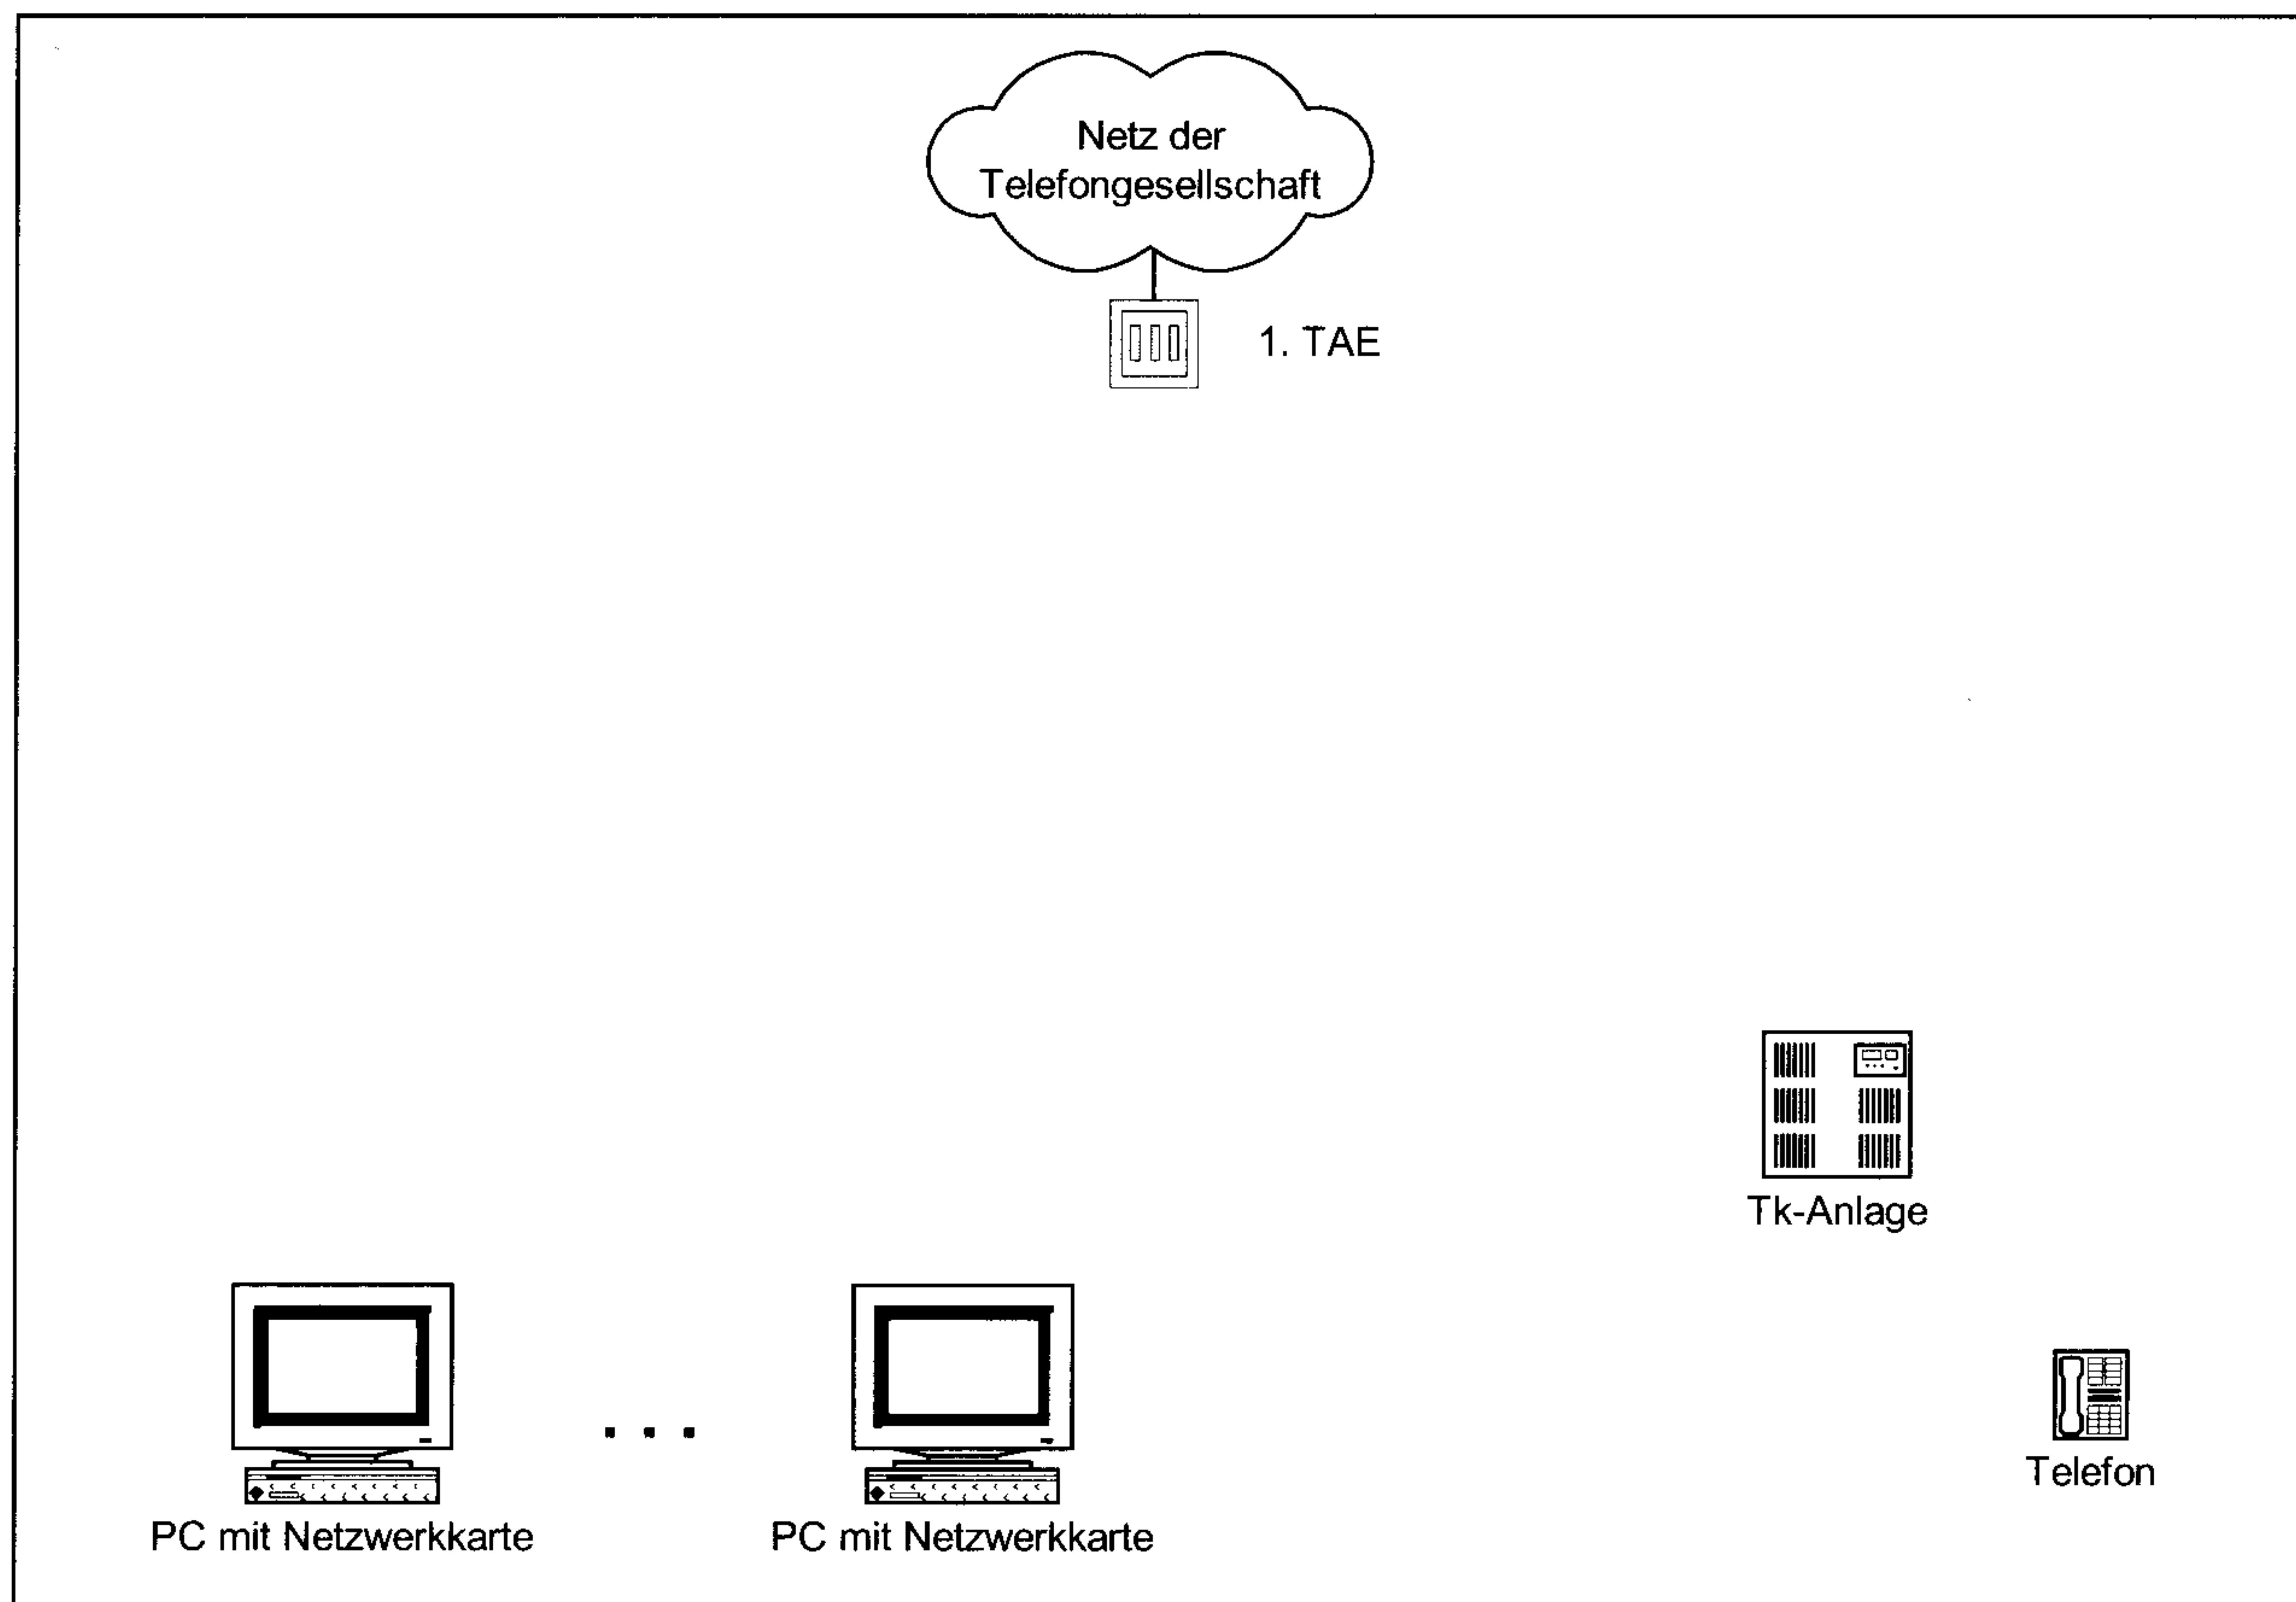 Netz der
Telefongesellschaft
1. TAE
Tk-Anlage
Telefon
PC mit Netzwerkkarte
PC mit Netzwerkkarte